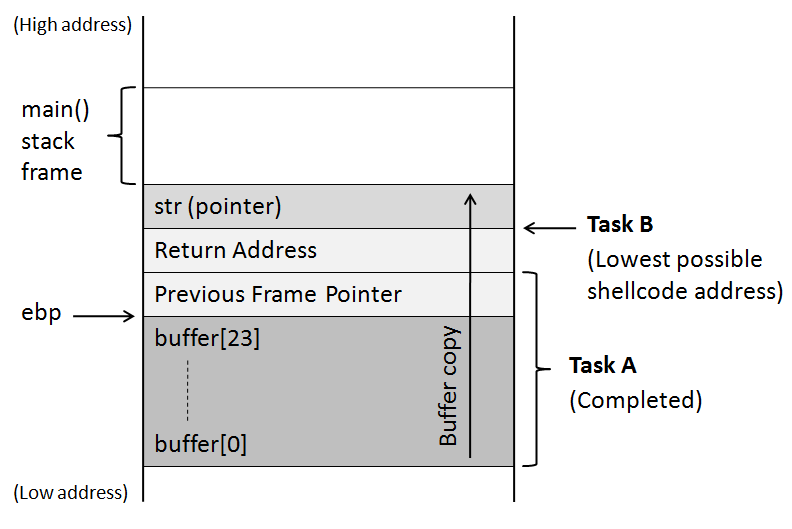 (High address)
main()
stack
frame
str (pointer)
Return Address
Previous Frame Pointer
ebp
buffer[23]
buffer[0]
Buffer copy
Task B
(Lowest possible
shellcode address)
Task A
(Completed)
(Low address)